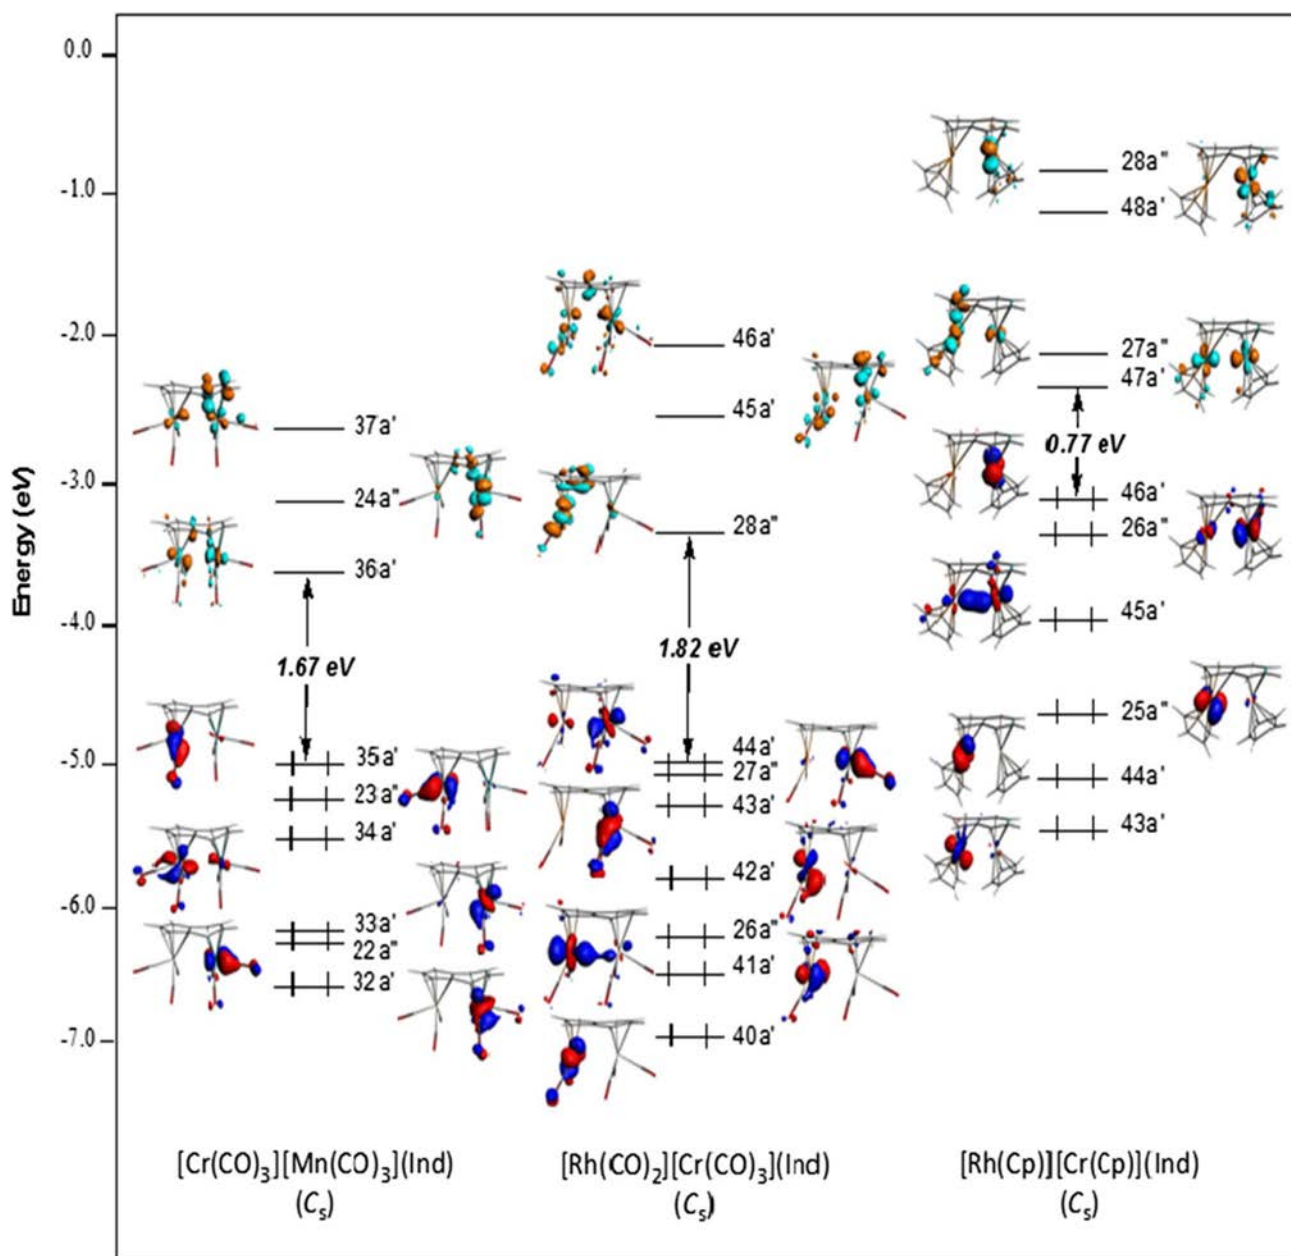 Energy (eV)
0.0
-1.0
-2.0
-3.0
-4.0
-5.0
-6.0
-7.0
37a'
24a"
36a'
1.67 eV
35a'
23a"
34a'
33a'
22a"
32a'
[Cr(CO)3][Mn(CO)3](Ind)
(Cs)
46a'
45a'
28a"
1.82 eV
44a'
27a"
43a'
42a'
26a"
41a'
40a'
[Rh(CO)2][Cr(CO)3](Ind)
(Cs)
28a"
48a'
27a"
47a'
0.77 eV
46a'
26a"
45a'
25a"
44a'
43a'
[Rh(Cp)][Cr(Cp)](Ind)
(Cs)